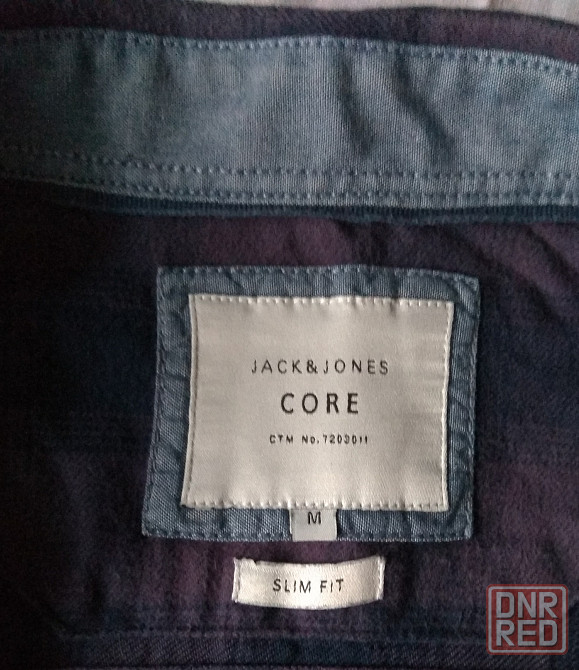 JACK&JONES
CORE
CTM No. 7203011
M
SLIM FIT
DNR
RED